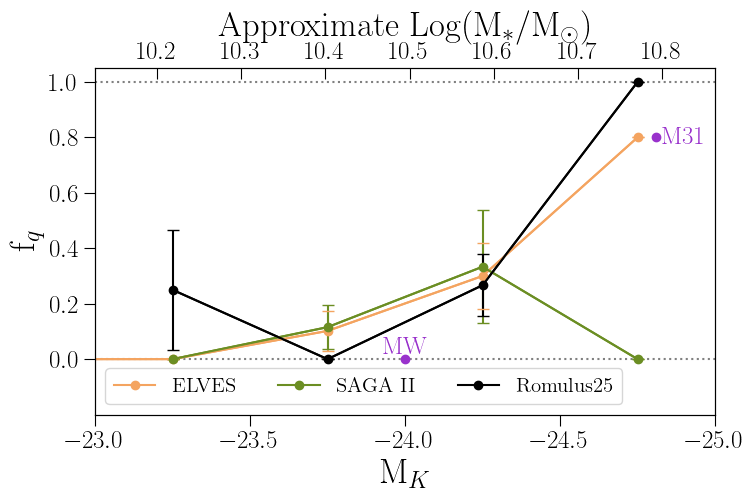 Approximate Log(M*/M☉)
10.2 10.3 10.4 10.5 10.6 10.7 10.8
1.0
0.8
0.6
0.4
0.2
0.0
f_q
M31
MW
ELVES SAGA II Romulus25
−23.0 −23.5 −24.0 −24.5 −25.0
M_K